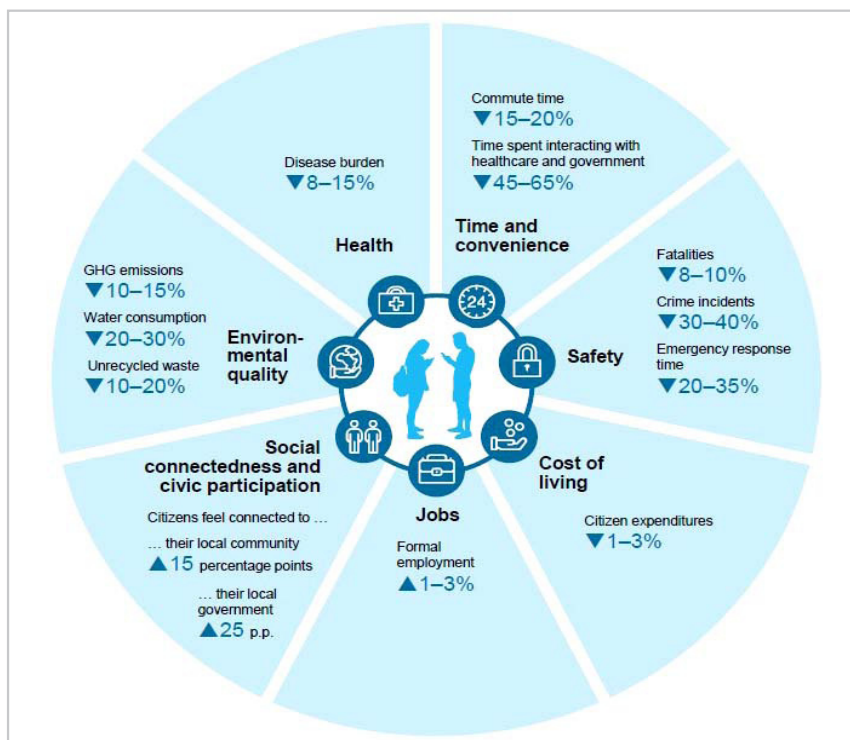 Commute time
▼15–20%
Time spent interacting with
healthcare and government
▼45–65%
Time and
convenience
24
Fatalities
▼8–10%
Crime incidents
▼30–40%
Emergency response
time
▼20–35%
Safety
Cost of
living
Citizen expenditures
▼1–3%
Jobs
Formal
employment
▲1–3%
Social
connectedness and
civic participation
Citizens feel connected to …
… their local community
▲15 percentage points
… their local
government
▲25 p.p.
GHG emissions
▼10–15%
Water consumption
▼20–30%
Unrecycled waste
▼10–20%
Environ-
mental
quality
Disease burden
▼8–15%
Health